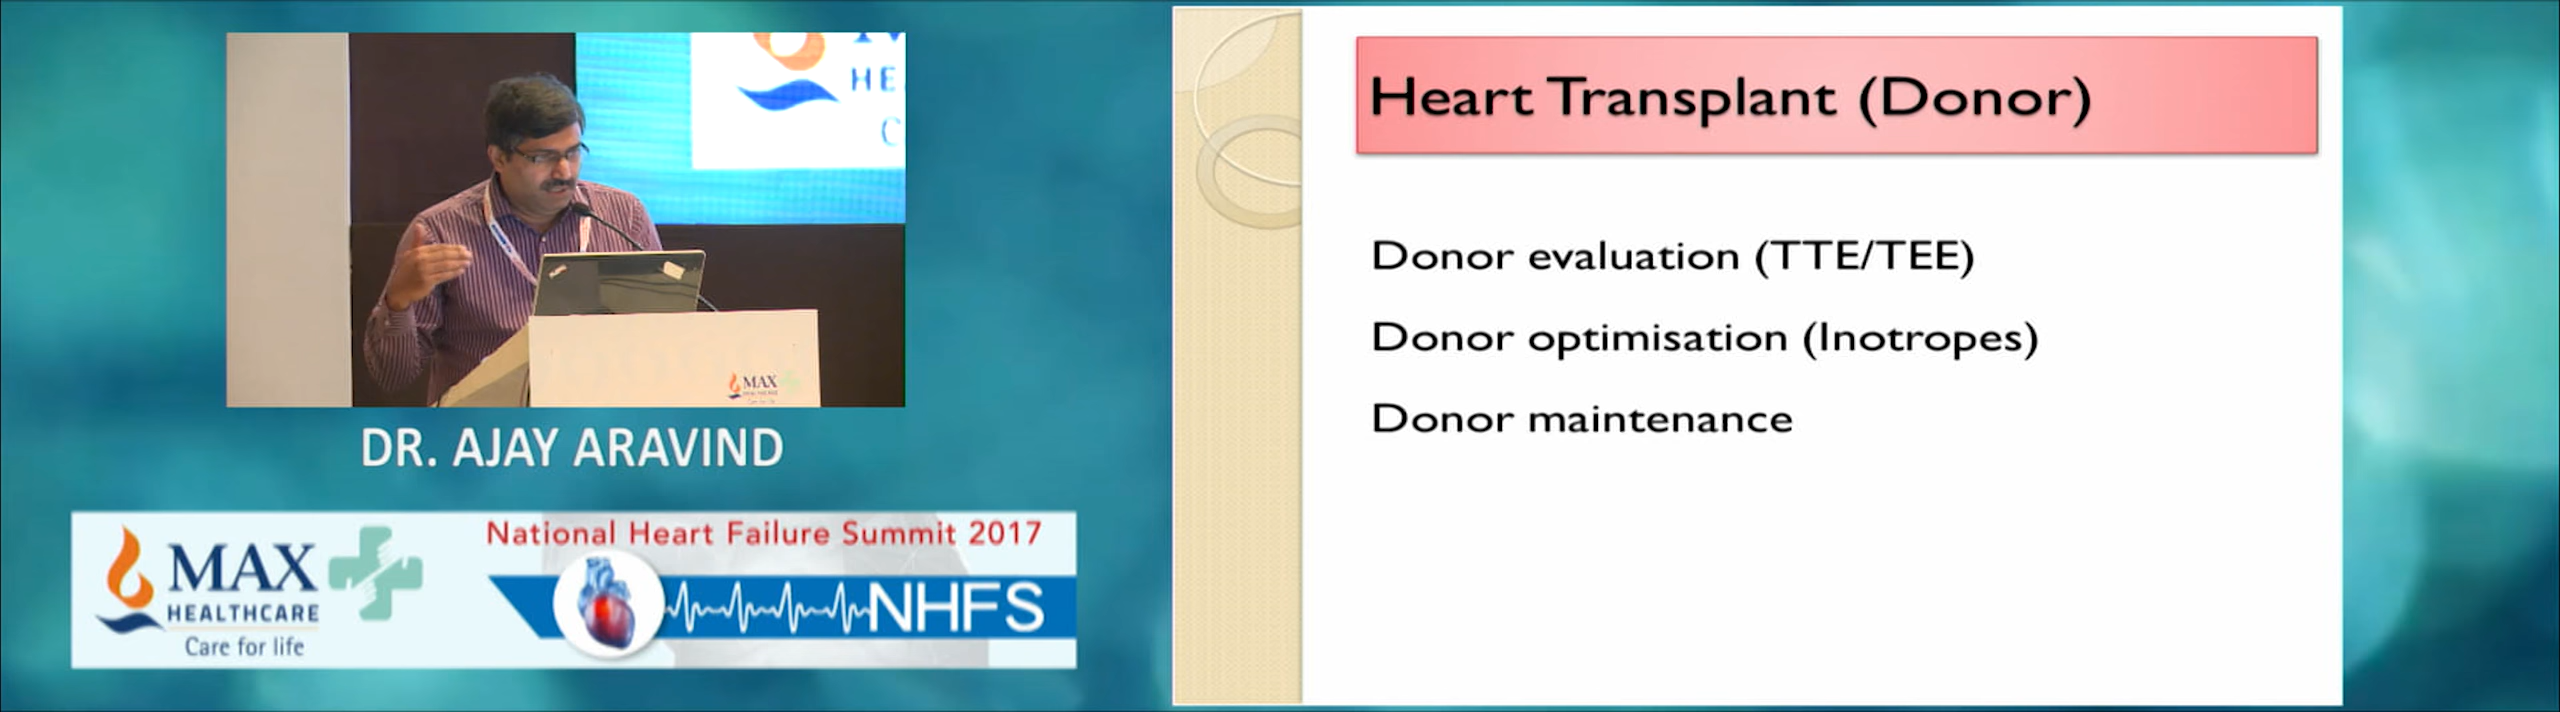 HE
C
MAX
DR. AJAY ARAVIND
MAX
HEALTHCARE
Care for life
National Heart Failure Summit 2017
NHFS
Heart Transplant (Donor)
Donor evaluation (TTE/TEE)
Donor optimisation (Inotropes)
Donor maintenance